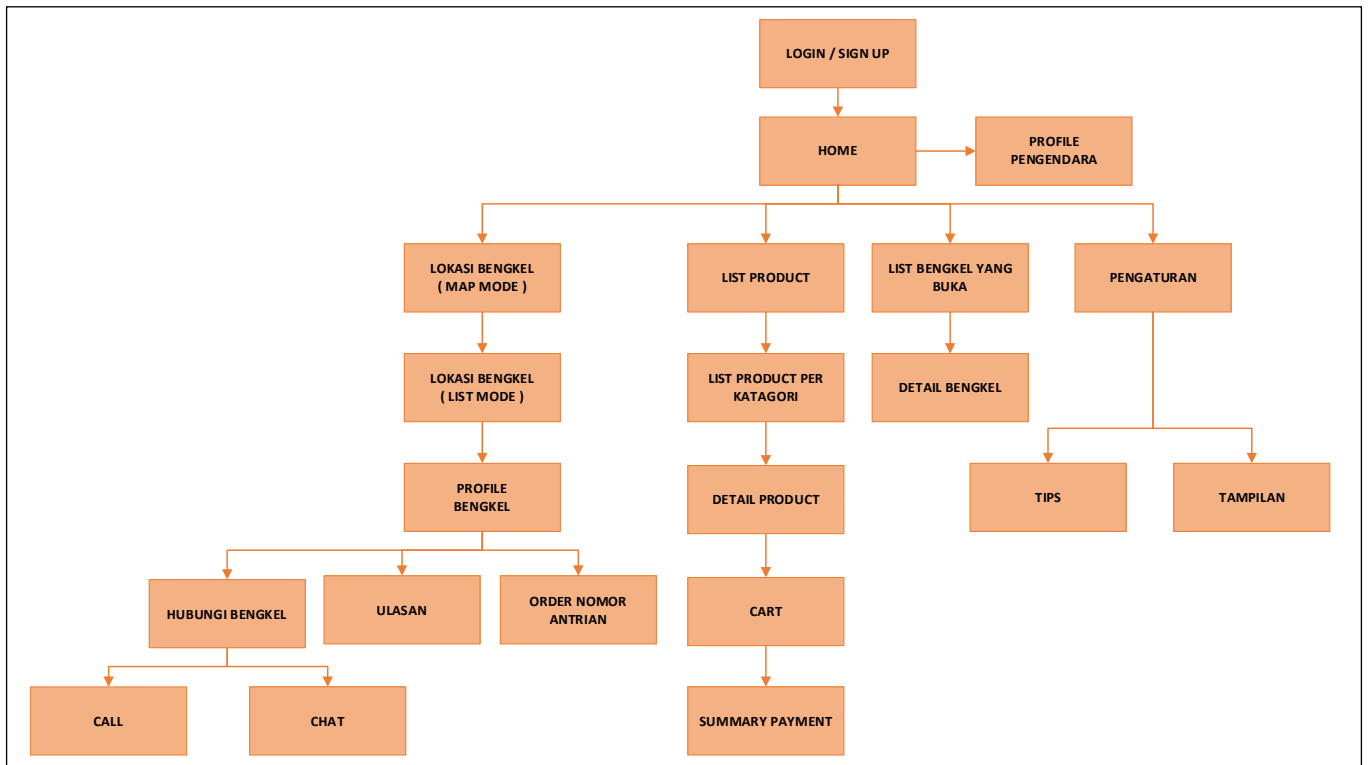 LOGIN / SIGN UP
HOME
PROFILE
PENGENDARA
LOKASI BENGKEL
( MAP MODE )
LIST PRODUCT
LIST BENGKEL YANG
BUKA
PENGATURAN
LOKASI BENGKEL
( LIST MODE )
LIST PRODUCT PER
KATAGORI
DETAIL BENGKEL
PROFILE
BENGKEL
DETAIL PRODUCT
TIPS
TAMPILAN
HUBUNGI BENGKEL
ULASAN
ORDER NOMOR
ANTRIAN
CART
CALL
CHAT
SUMMARY PAYMENT